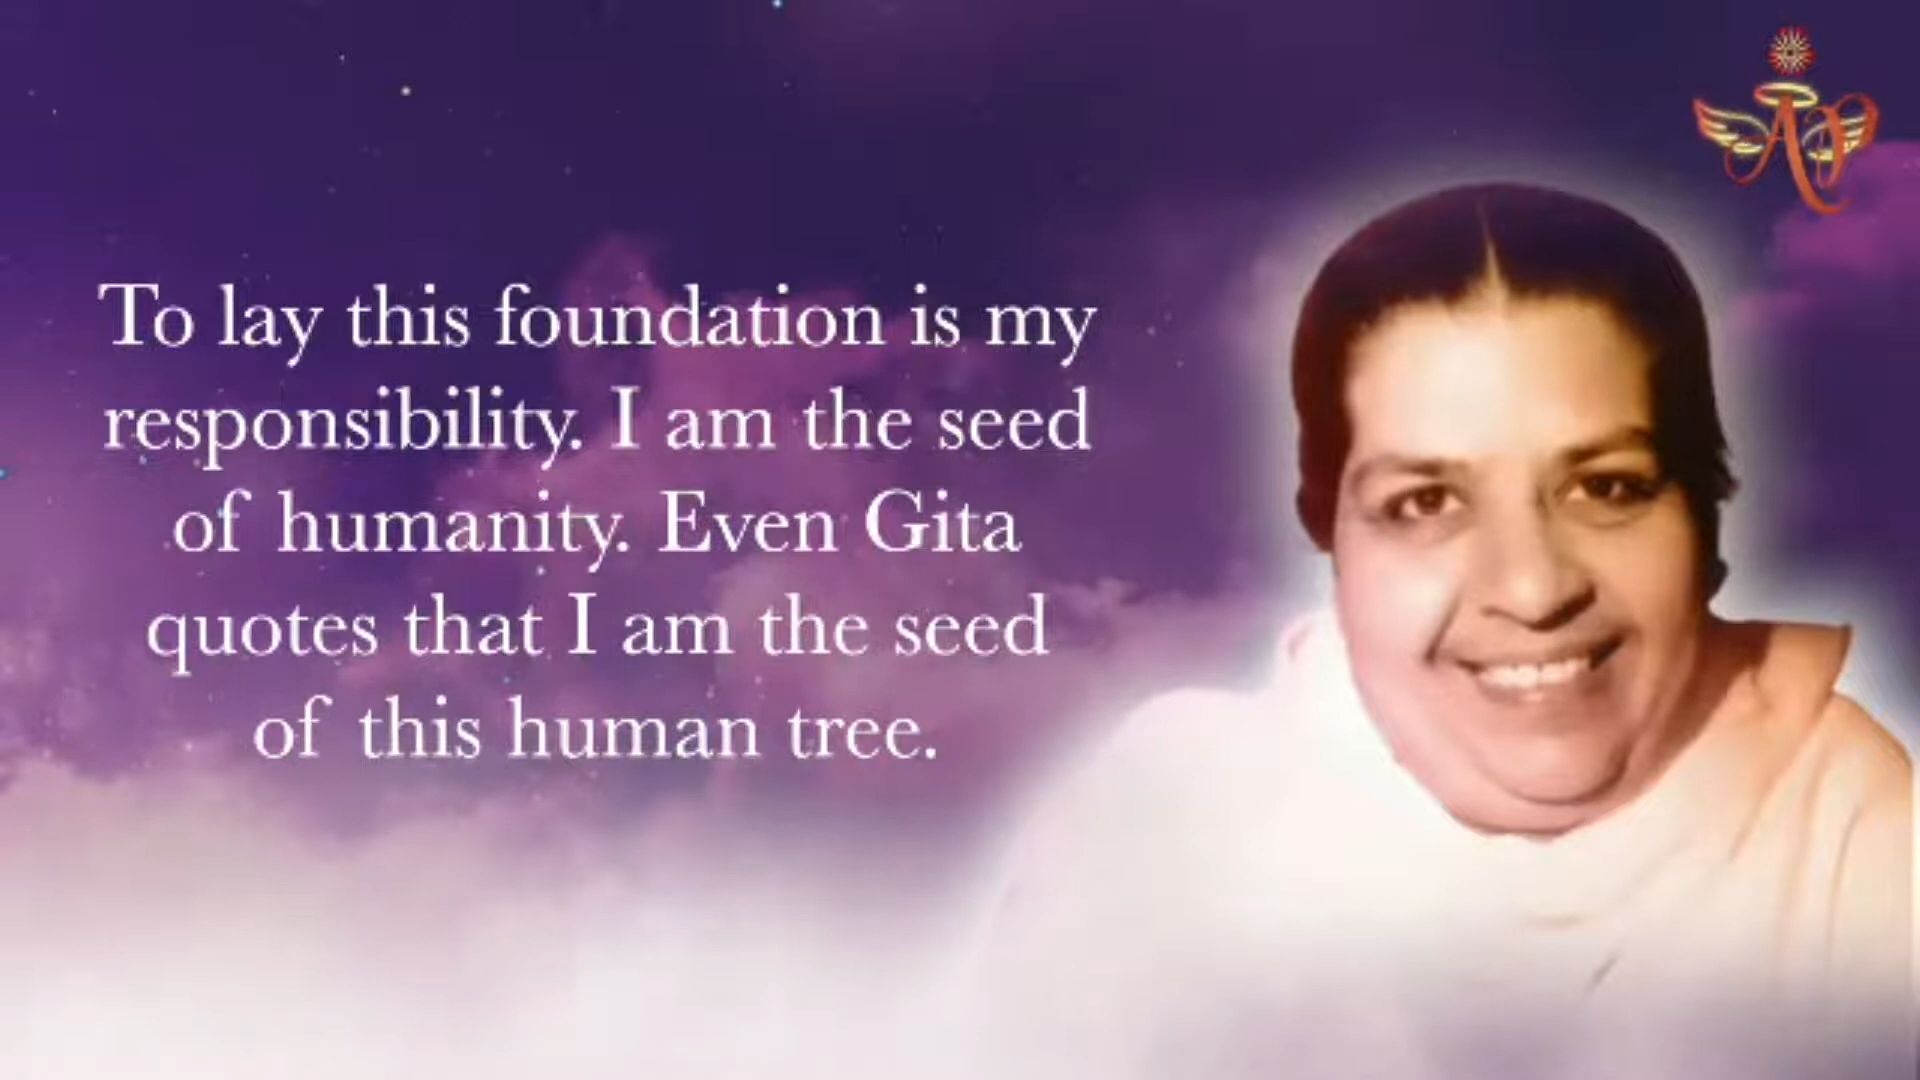 To lay this foundation is my
responsibility. I am the seed
of humanity. Even Gita
quotes that I am the seed
of this human tree.
AP